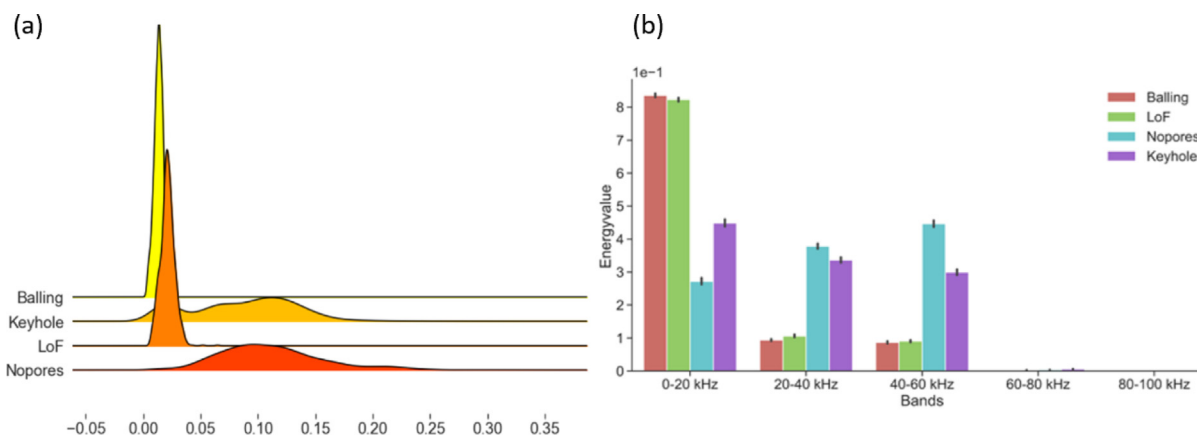 (a)
Balling
Keyhole
LoF
Nopores
−0.05 0.00 0.05 0.10 0.15 0.20 0.25 0.30 0.35
(b)
1e−1
8
7
6
5
4
3
2
1
0
Energyvalue
0-20 kHz 20-40 kHz 40-60 kHz 60-80 kHz 80-100 kHz
Bands
Balling
LoF
Nopores
Keyhole